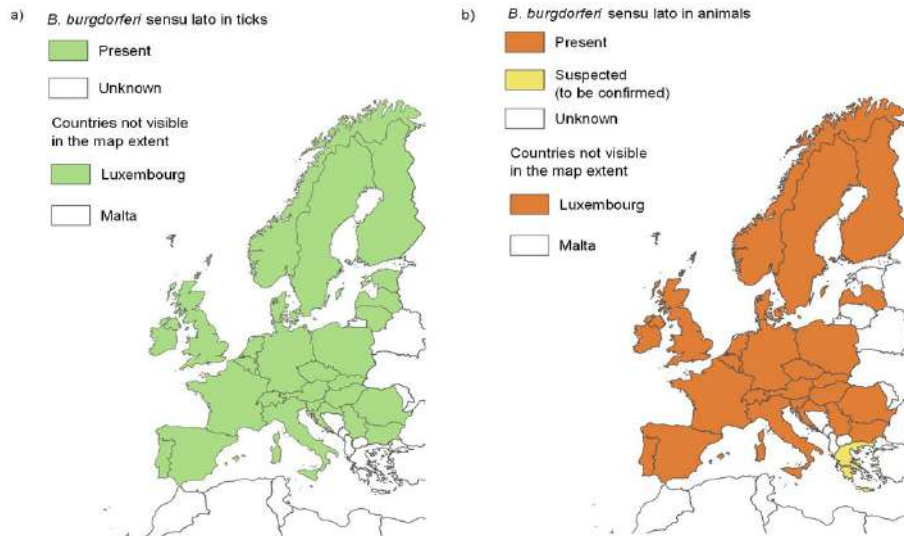 a) B. burgdorferi sensu lato in ticks
Present
Unknown
Countries not visible
in the map extent
Luxembourg
Malta
b) B. burgdorferi sensu lato in animals
Present
Suspected
(to be confirmed)
Unknown
Countries not visible
in the map extent
Luxembourg
Malta